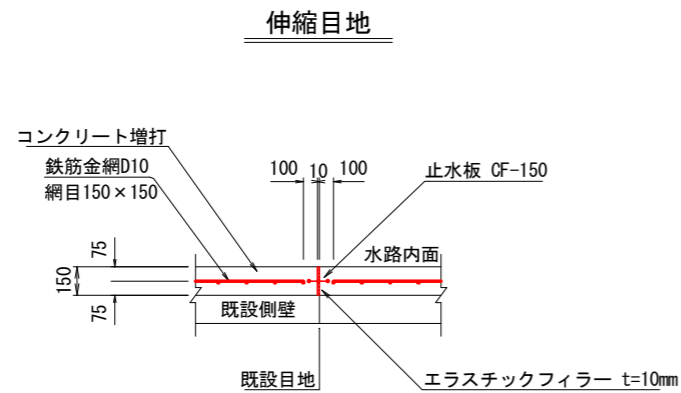 伸縮目地
コンクリート増打
鉄筋金網D10
網目150×150
100 10 100
止水板 CF-150
水路内面
75
150
75
既設側壁
既設目地
エラスチックフィラー t=10mm